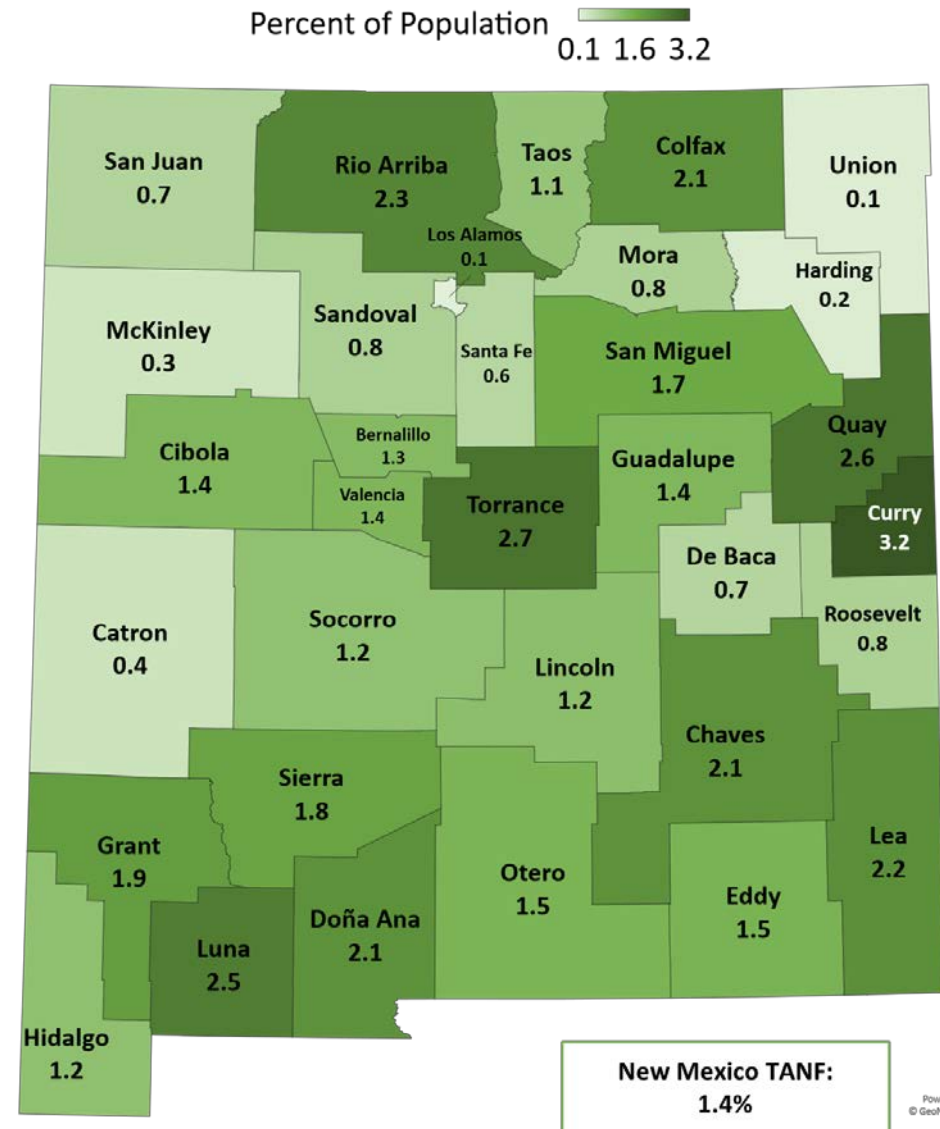 Percent of Population
0.1 1.6 3.2
San Juan
0.7
Rio Arriba
2.3
Taos
1.1
Colfax
2.1
Union
0.1
Los Alamos
0.1
Mora
0.8
Harding
0.2
McKinley
0.3
Sandoval
0.8
Santa Fe
0.6
San Miguel
1.7
Quay
2.6
Cibola
1.4
Bernalillo
1.3
Valencia
1.4
Torrance
2.7
Guadalupe
1.4
Curry
3.2
De Baca
0.7
Roosevelt
0.8
Catron
0.4
Socorro
1.2
Lincoln
1.2
Chaves
2.1
Sierra
1.8
Grant
1.9
Otero
1.5
Eddy
1.5
Lea
2.2
Luna
2.5
Doña Ana
2.1
Hidalgo
1.2
New Mexico TANF:
1.4%